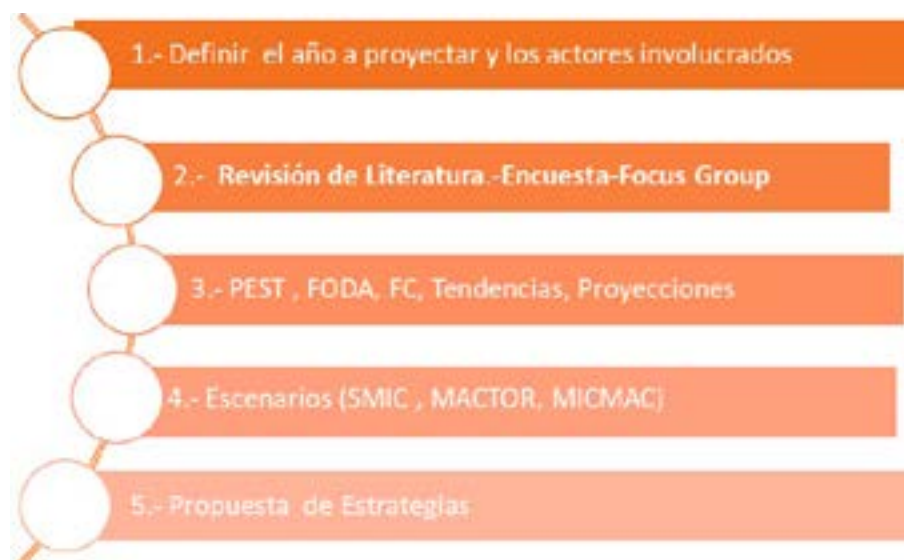 1.- Definir el año a proyectar y los actores involucrados
2.- Revisión de Literatura.-Encuesta-Focus Group
3.- PEST , FODA, FC, Tendencias, Proyecciones
4.- Escenarios (SMIC , MACTOR, MICMAC)
5.- Propuesta de Estrategias